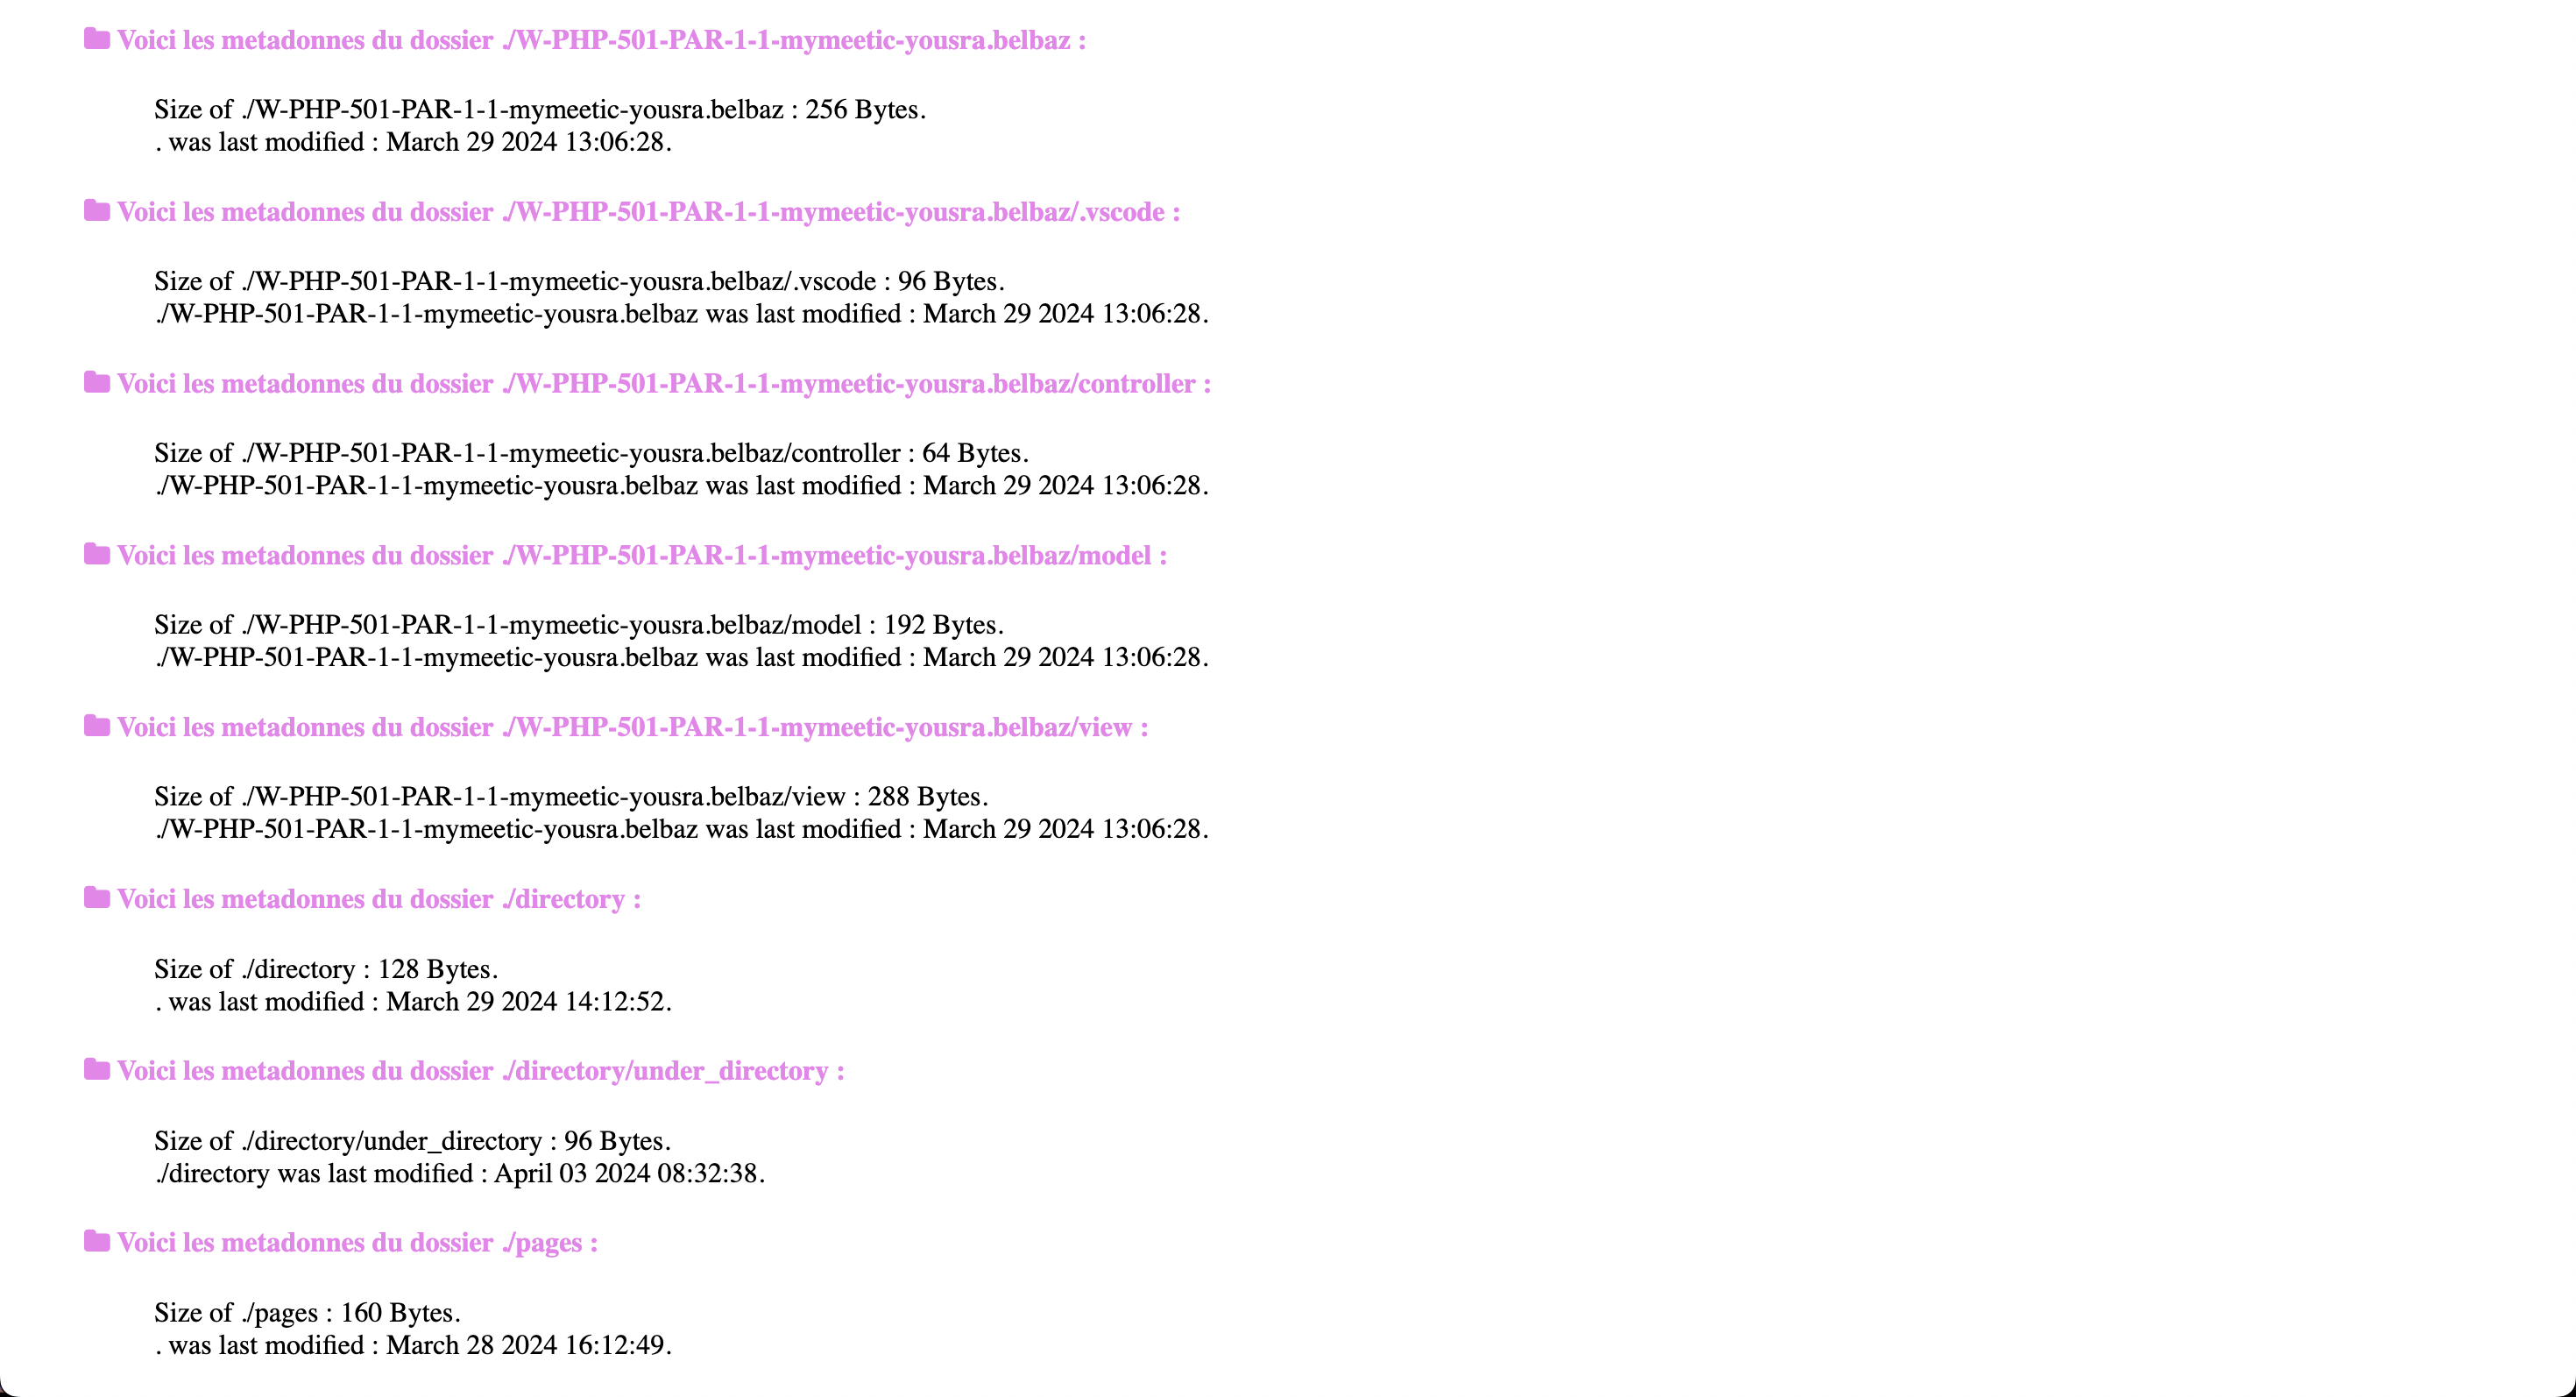 Voici les metadonnes du dossier ./W-PHP-501-PAR-1-1-mymeetic-yousra.belbaz :
Size of ./W-PHP-501-PAR-1-1-mymeetic-yousra.belbaz : 256 Bytes.
. was last modified : March 29 2024 13:06:28.
Voici les metadonnes du dossier ./W-PHP-501-PAR-1-1-mymeetic-yousra.belbaz/.vscode :
Size of ./W-PHP-501-PAR-1-1-mymeetic-yousra.belbaz/.vscode : 96 Bytes.
./W-PHP-501-PAR-1-1-mymeetic-yousra.belbaz was last modified : March 29 2024 13:06:28.
Voici les metadonnes du dossier ./W-PHP-501-PAR-1-1-mymeetic-yousra.belbaz/controller :
Size of ./W-PHP-501-PAR-1-1-mymeetic-yousra.belbaz/controller : 64 Bytes.
./W-PHP-501-PAR-1-1-mymeetic-yousra.belbaz was last modified : March 29 2024 13:06:28.
Voici les metadonnes du dossier ./W-PHP-501-PAR-1-1-mymeetic-yousra.belbaz/model :
Size of ./W-PHP-501-PAR-1-1-mymeetic-yousra.belbaz/model : 192 Bytes.
./W-PHP-501-PAR-1-1-mymeetic-yousra.belbaz was last modified : March 29 2024 13:06:28.
Voici les metadonnes du dossier ./W-PHP-501-PAR-1-1-mymeetic-yousra.belbaz/view :
Size of ./W-PHP-501-PAR-1-1-mymeetic-yousra.belbaz/view : 288 Bytes.
./W-PHP-501-PAR-1-1-mymeetic-yousra.belbaz was last modified : March 29 2024 13:06:28.
Voici les metadonnes du dossier ./directory :
Size of ./directory : 128 Bytes.
. was last modified : March 29 2024 14:12:52.
Voici les metadonnes du dossier ./directory/under_directory :
Size of ./directory/under_directory : 96 Bytes.
./directory was last modified : April 03 2024 08:32:38.
Voici les metadonnes du dossier ./pages :
Size of ./pages : 160 Bytes.
. was last modified : March 28 2024 16:12:49.